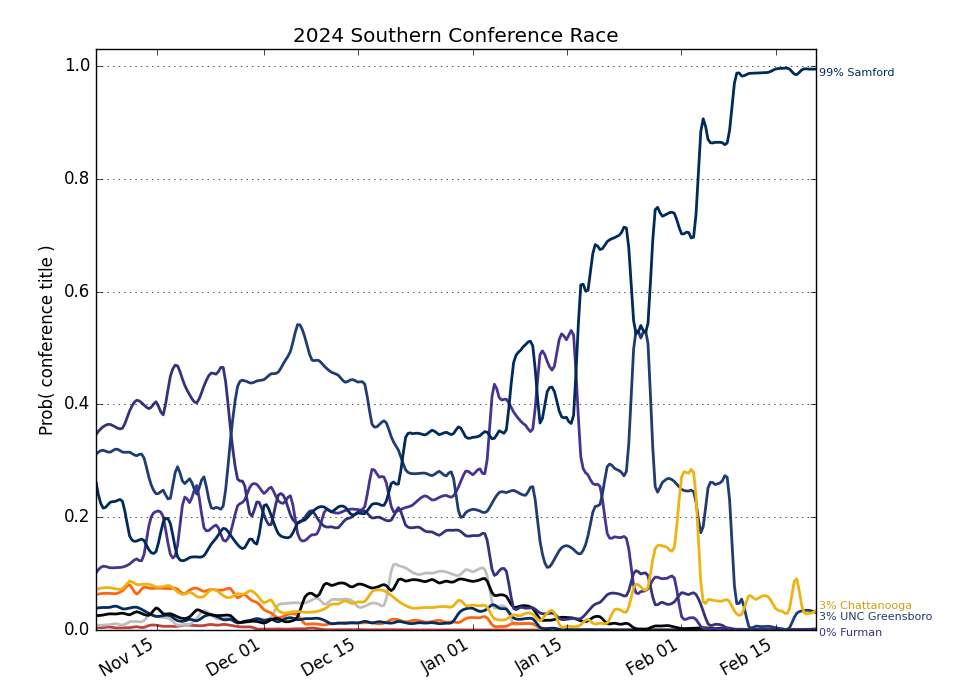 2024 Southern Conference Race
Prob( conference title )
1.0
0.8
0.6
0.4
0.2
0.0
99% Samford
3% Chattanooga
3% UNC Greensboro
0% Furman
Nov 15
Dec 01
Dec 15
Jan 01
Jan 15
Feb 01
Feb 15